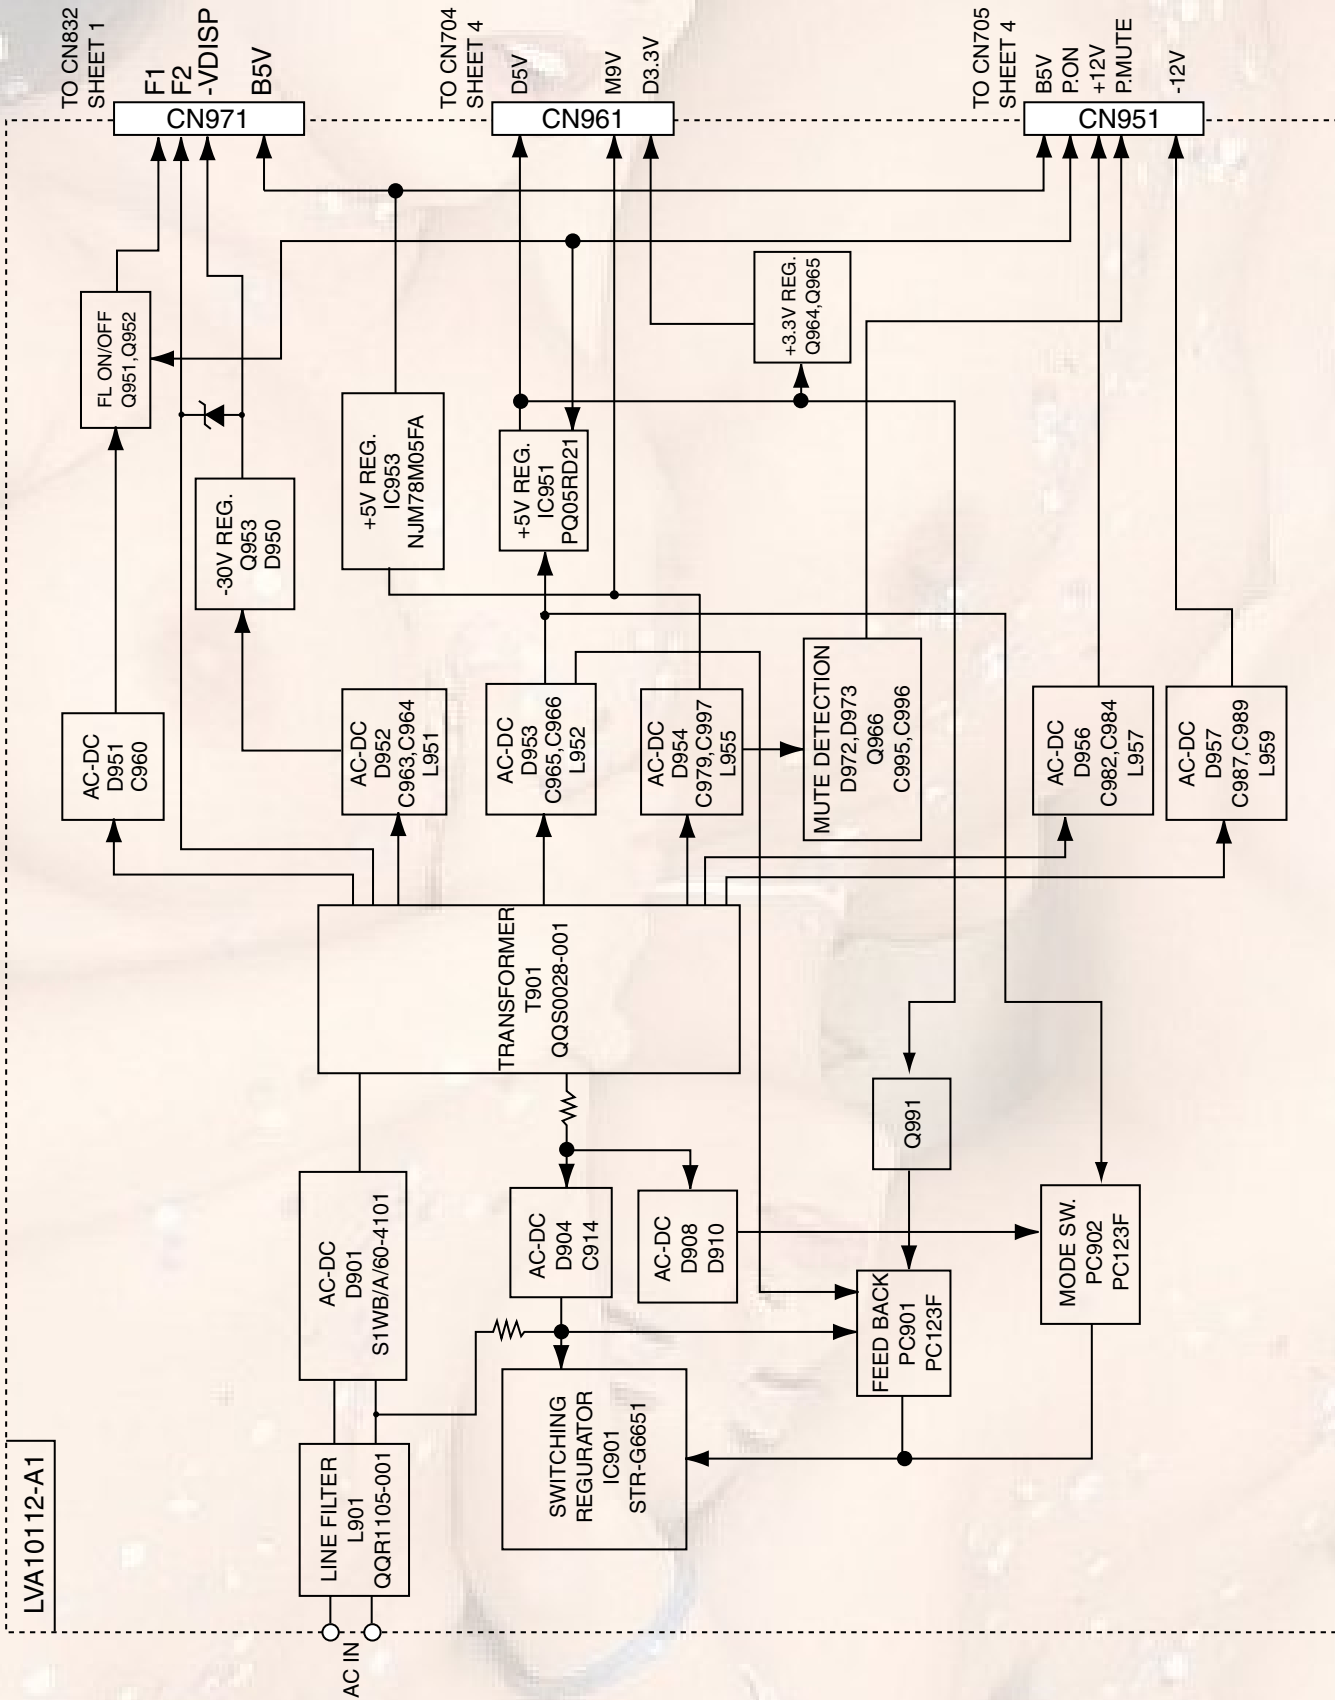 LVA10112-A1
AC IN
LINE FILTER
L901
QQR1105-001
AC-DC
D901
S1WB/A/60-4101
SWITCHING
REGURATOR
IC901
STR-G6651
AC-DC
D904
C914
AC-DC
D908
D910
FEED BACK
PC901
PC123F
Q991
MODE SW.
PC902
PC123F
TRANSFORMER
T901
QQS0028-001
AC-DC
D951
C960
AC-DC
D952
C963,C964
L951
AC-DC
D953
C965,C966
L952
AC-DC
D954
C979,C997
L955
MUTE DETECTION
D972,D973
Q966
C995,C996
AC-DC
D956
C982,C984
L957
AC-DC
D957
C987,C989
L959
FL ON/OFF
Q951,Q952
-30V REG.
Q953
D950
+5V REG.
IC953
NJM78M05FA
+5V REG.
IC951
PQ05RD21
+3.3V REG.
Q964,Q965
TO CN832
SHEET 1
CN971
F1
F2
-VDISP
B5V
TO CN704
SHEET 4
CN961
D5V
M9V
D3.3V
TO CN705
SHEET 4
CN951
B5V
P.ON
+12V
P.MUTE
-12V